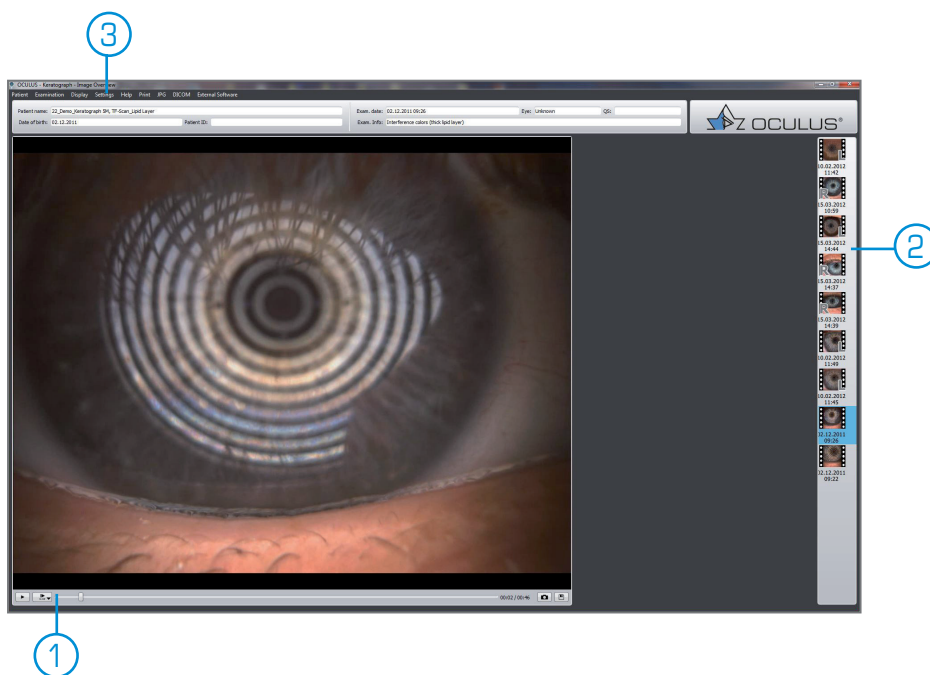 3
OCULUS - Keratograph - Image Overview
Patient Examination Display Settings Help Print JPG DICOM External Software
Patient name: 22_Demo_Keratograph 5M, TF-Scan_Lipid Layer
Exam. date: 02.12.2011 09:26 Eye: Unknown QS:
Date of birth: 02.12.2011 Patient ID:
Exam. Info: Interference colors (thick lipid layer)
OCULUS®
10.02.2012
11:42
R
15.03.2012
10:59
15.03.2012
14:44
2
R
15.03.2012
14:37
R
15.03.2012
14:39
10.02.2012
11:49
10.02.2012
11:45
02.12.2011
09:26
02.12.2011
09:22
00:02 / 00:46
1